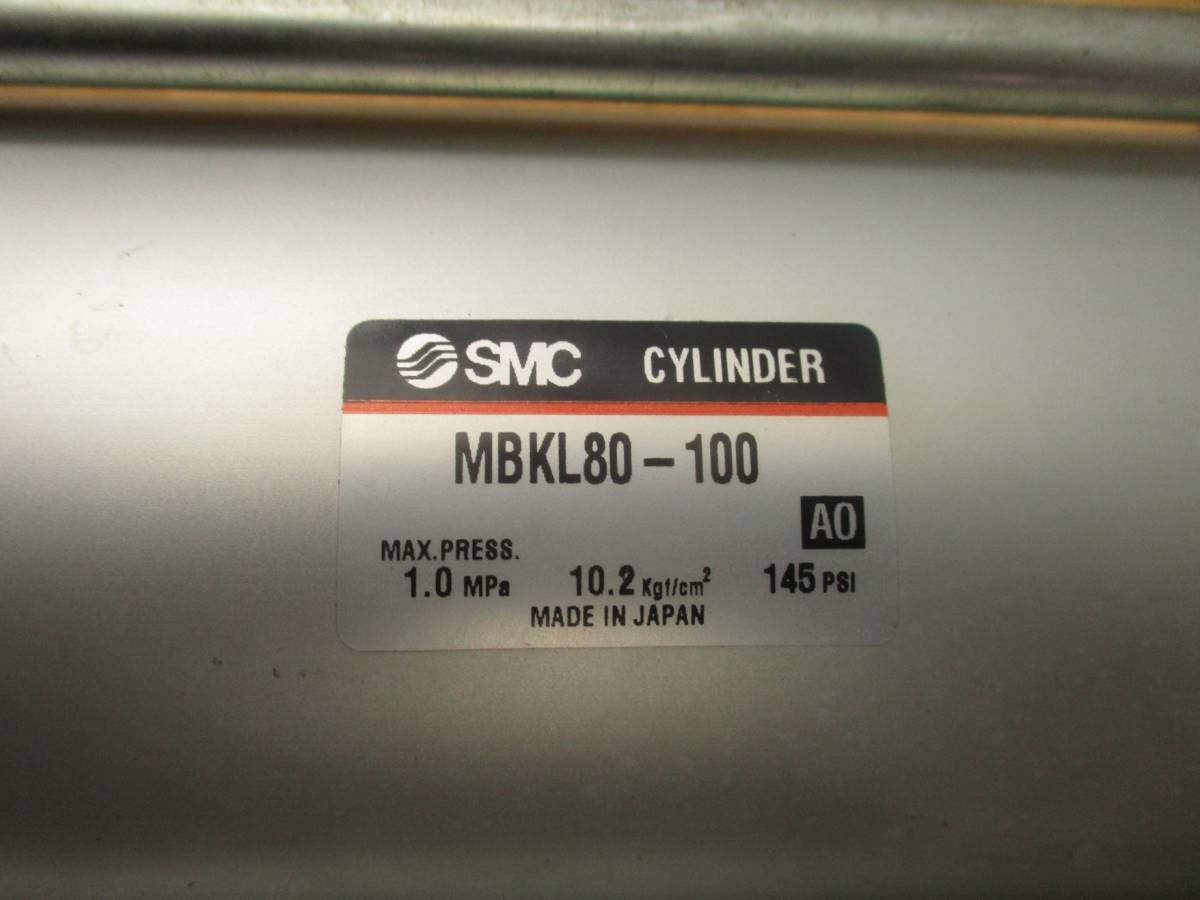 SMC CYLINDER
MBKL80-100
AO
MAX.PRESS.
1.0 MPa 10.2 Kgf/cm² 145 PSI
MADE IN JAPAN